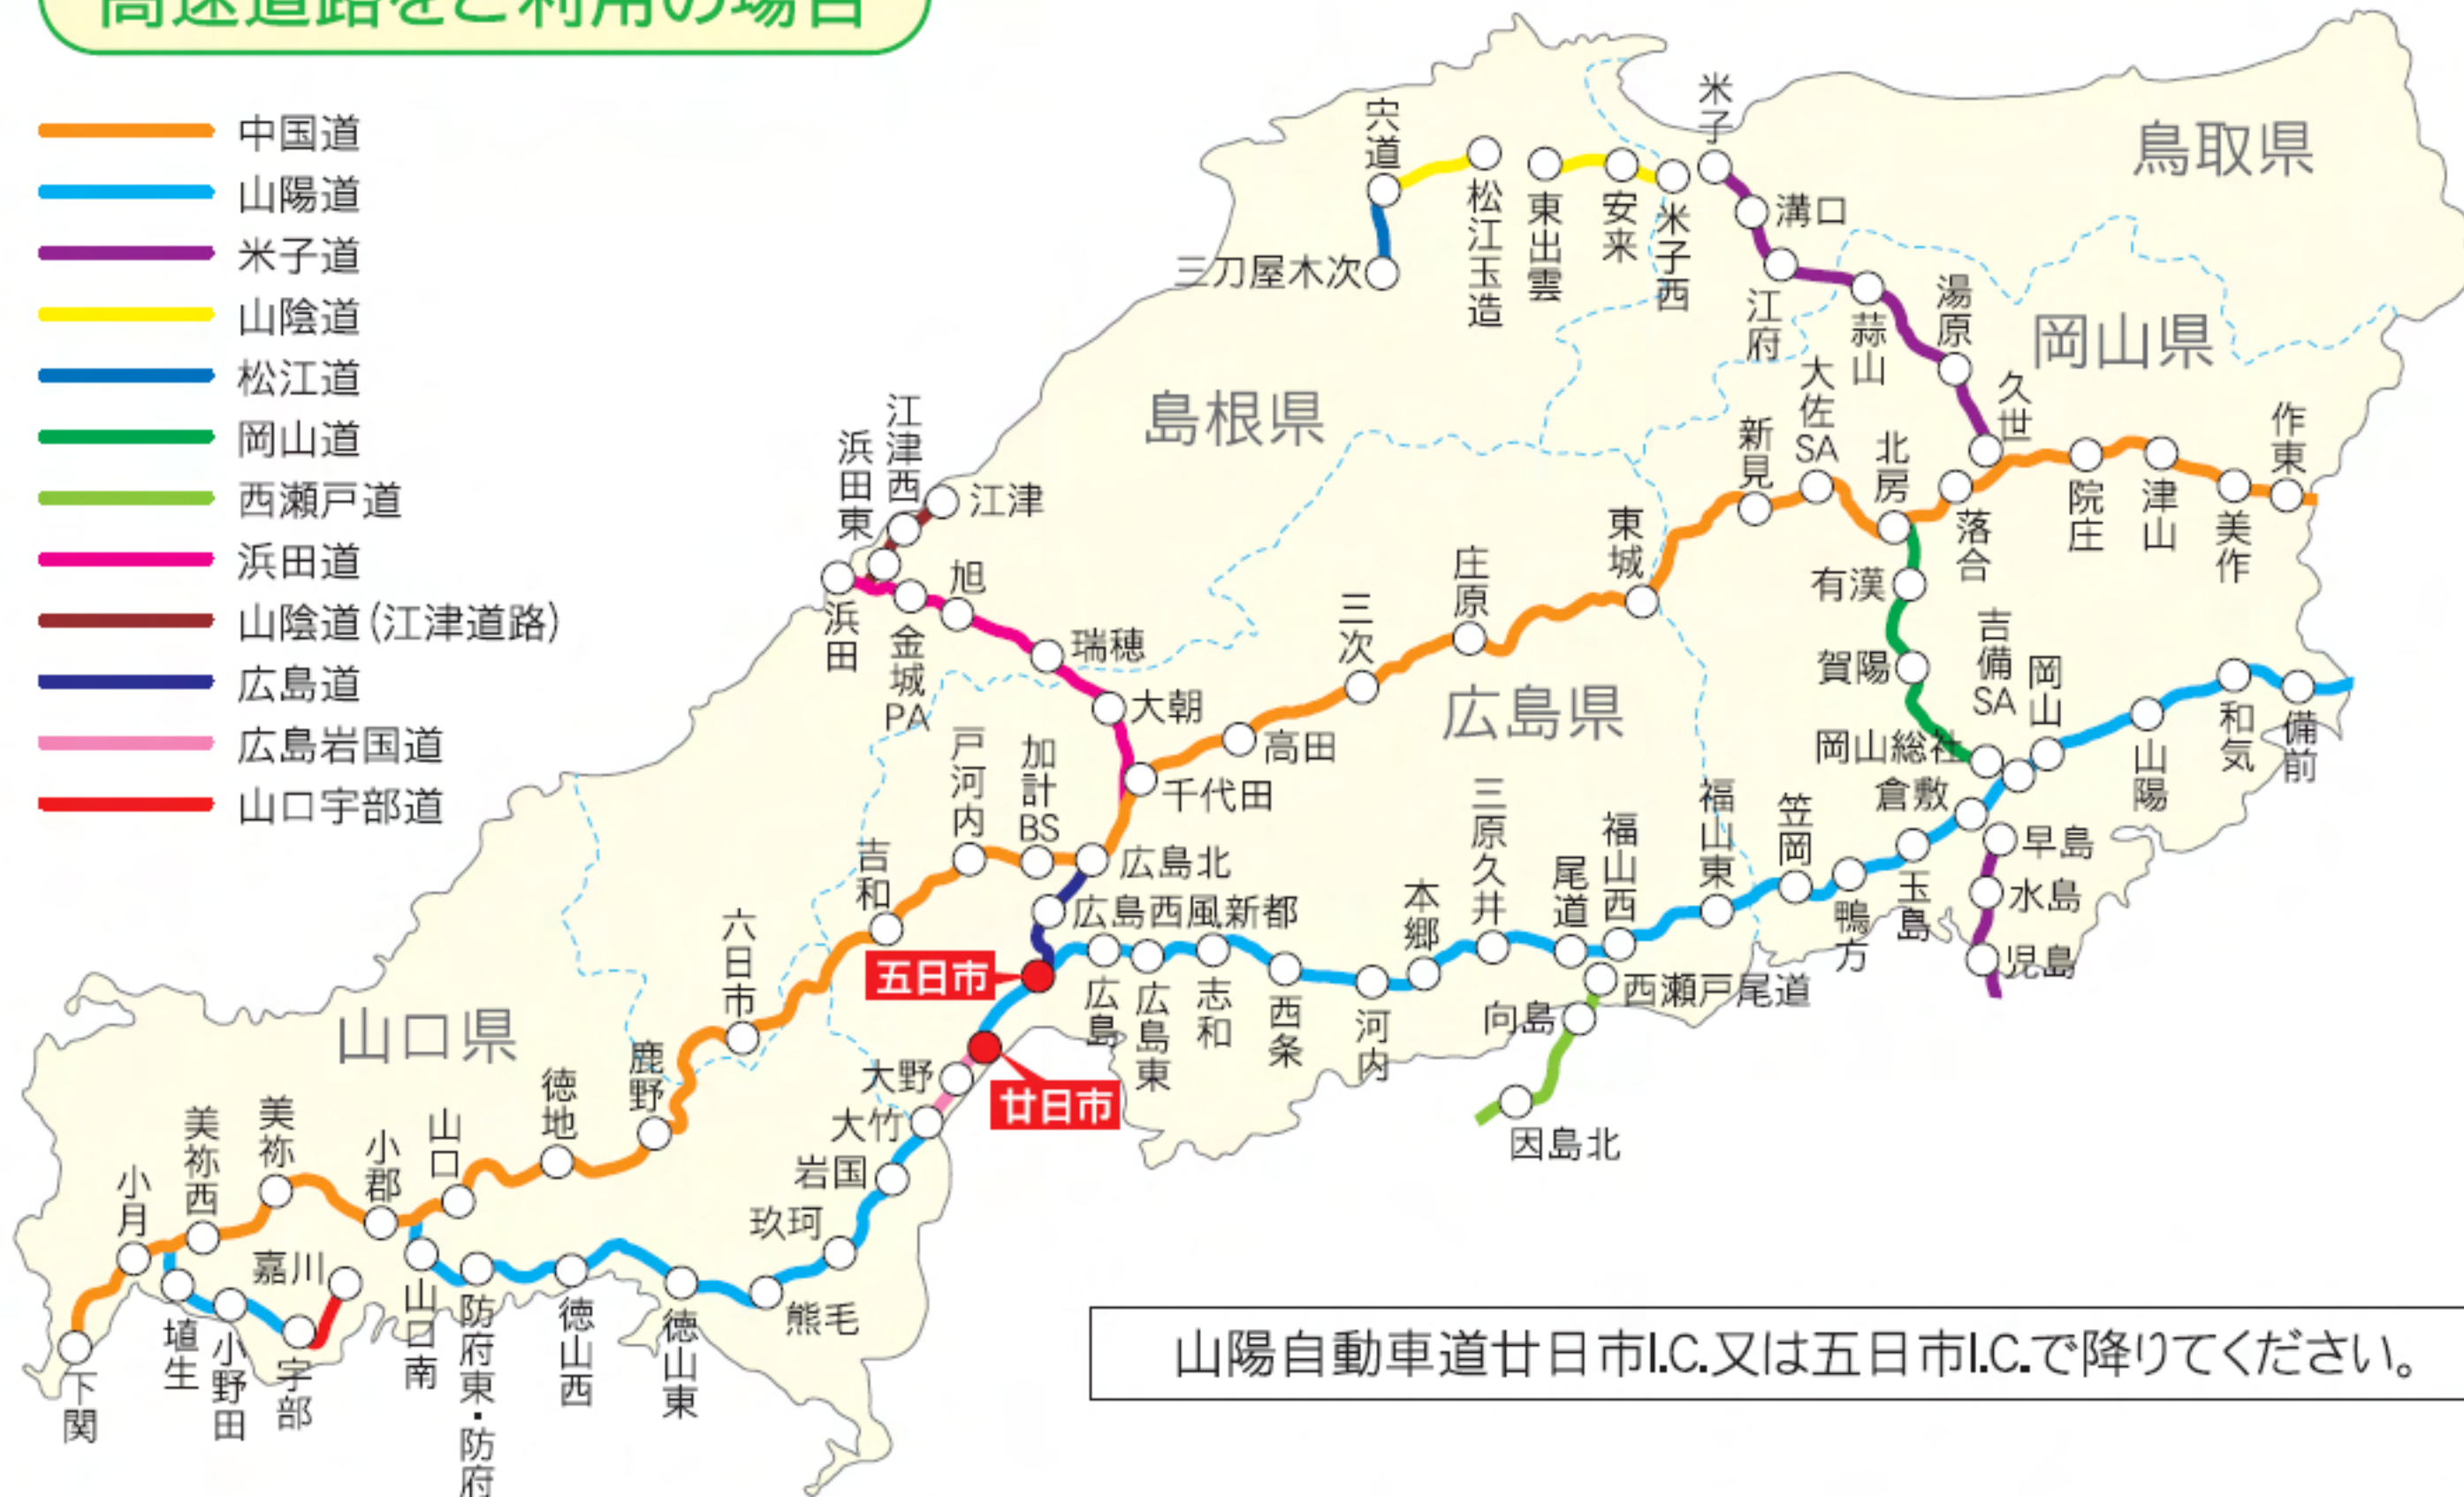 高速道路をご利用の場合
中国道
山陽道
米子道
山陰道
松江道
岡山道
西瀬戸道
浜田道
山陰道(江津道路)
広島道
広島岩国道
山口宇部道
鳥取県
岡山県
島根県
広島県
山口県
宍道
松江玉造
東出雲
安来
米子西
米子
溝口
江府
蒜山
湯原
久世
三刀屋木次
大佐SA
新見
北房
落合
院庄
津山
美作
作東
東城
庄原
三次
高田
千代田
江津
江津西
浜田東
浜田
金城PA
旭
瑞穂
大朝
有漢
賀陽
岡山総社
吉備SA
岡山
山陽
和気
備前
倉敷
早島
水島
児島
玉島
鴨方
笠岡
福山東
福山西
尾道
三原久井
本郷
河内
西条
志和
広島東
広島
西瀬戸尾道
向島
因島北
戸河内
加計BS
広島北
広島西風新都
吉和
六日市
五日市
廿日市
大野
大竹
岩国
玖珂
熊毛
徳山東
徳山西
防府東・防府
山口南
鹿野
徳地
山口
小郡
美祢
美祢西
小月
下関
埴生
小野田
宇部
嘉川
山陽自動車道廿日市I.C.又は五日市I.C.で降りてください。